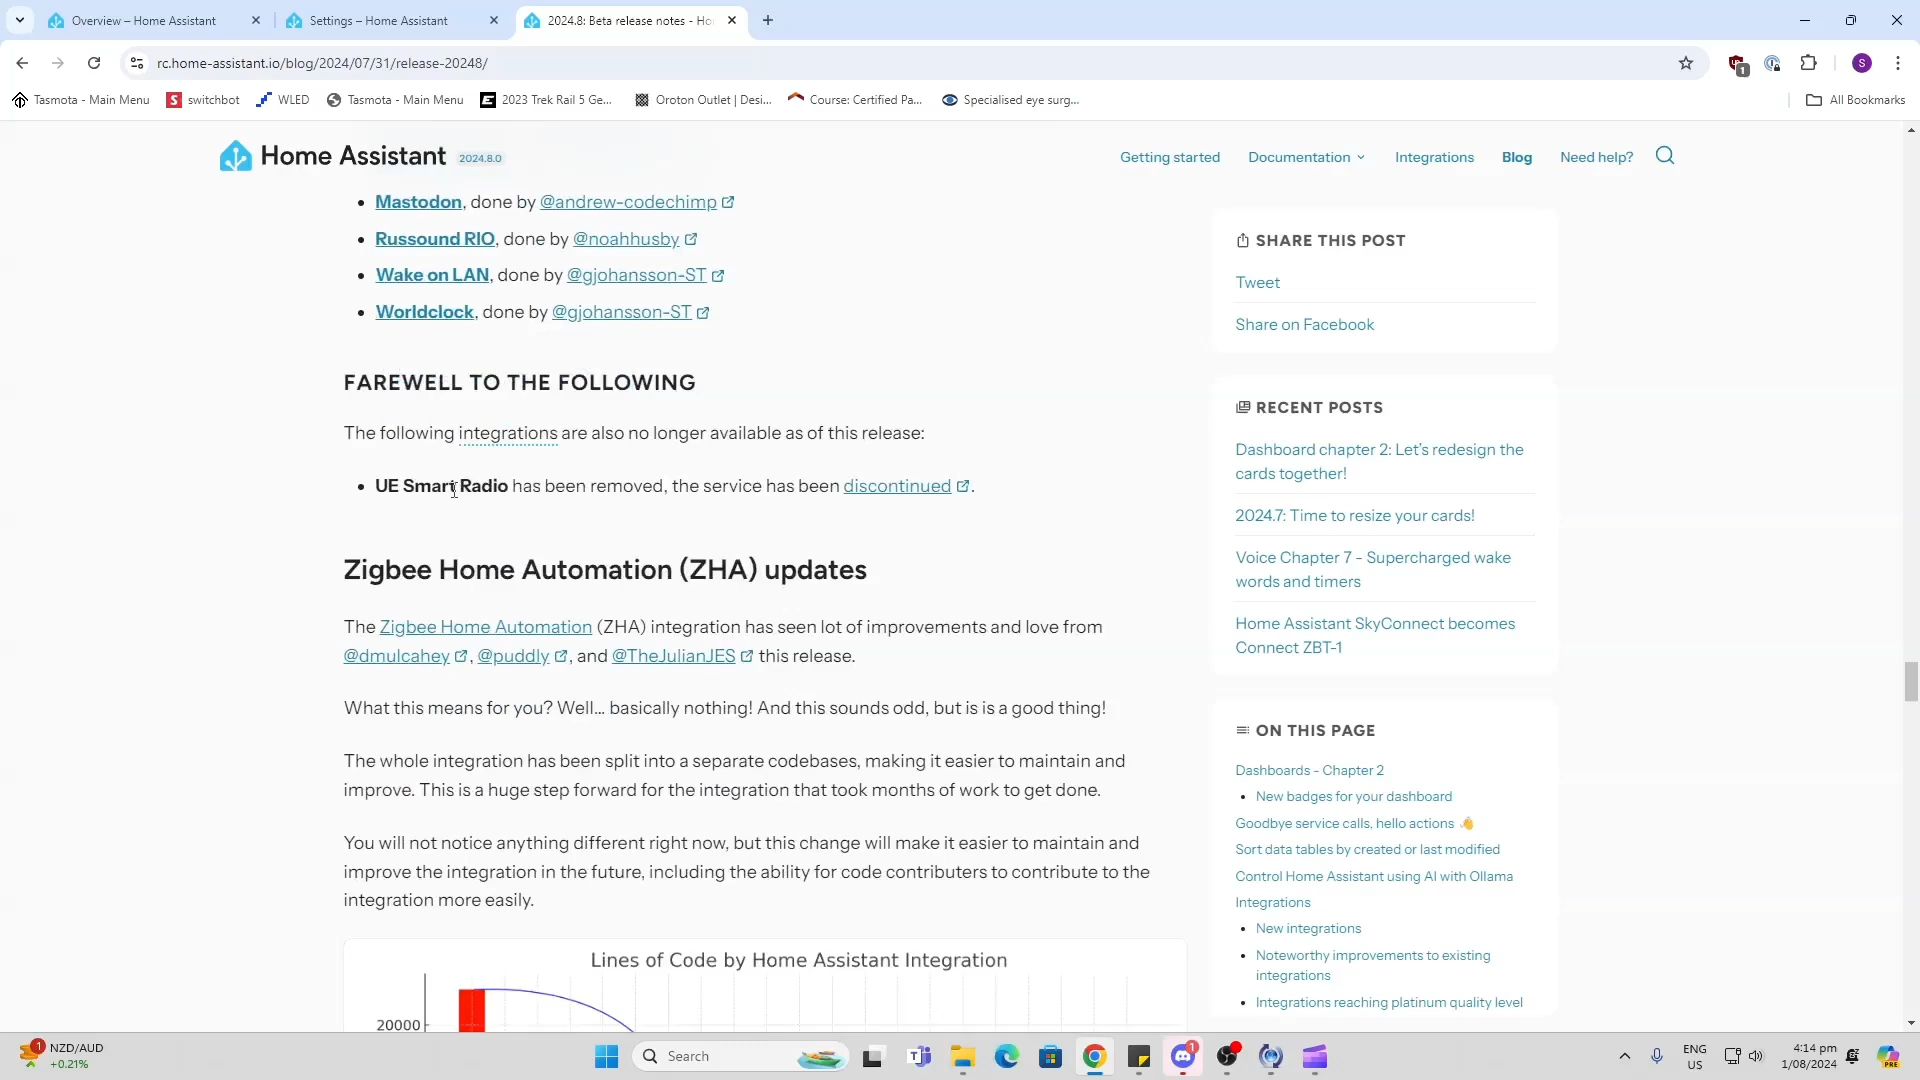 Overview – Home Assistant
Settings – Home Assistant
2024.8: Beta release notes - Ho
rc.home-assistant.io/blog/2024/07/31/release-20248/
1
S
Tasmota - Main Menu
switchbot
WLED
Tasmota - Main Menu
2023 Trek Rail 5 Ge...
Oroton Outlet | Desi...
Course: Certified Pa...
Specialised eye surg...
All Bookmarks
Home Assistant 2024.8.0
Getting started
Documentation
Integrations
Blog
Need help?
• Mastodon, done by @andrew-codechimp
• Russound RIO, done by @noahhusby
• Wake on LAN, done by @gjohansson-ST
• Worldclock, done by @gjohansson-ST
FAREWELL TO THE FOLLOWING
The following integrations are also no longer available as of this release:
• UE Smart Radio has been removed, the service has been discontinued.
Zigbee Home Automation (ZHA) updates
The Zigbee Home Automation (ZHA) integration has seen lot of improvements and love from
@dmulcahey, @puddly, and @TheJulianJES this release.
What this means for you? Well... basically nothing! And this sounds odd, but is is a good thing!
The whole integration has been split into a separate codebases, making it easier to maintain and
improve. This is a huge step forward for the integration that took months of work to get done.
You will not notice anything different right now, but this change will make it easier to maintain and
improve the integration in the future, including the ability for code contributers to contribute to the
integration more easily.
Lines of Code by Home Assistant Integration
20000
SHARE THIS POST
Tweet
Share on Facebook
RECENT POSTS
Dashboard chapter 2: Let's redesign the
cards together!
2024.7: Time to resize your cards!
Voice Chapter 7 - Supercharged wake
words and timers
Home Assistant SkyConnect becomes
Connect ZBT-1
ON THIS PAGE
Dashboards - Chapter 2
• New badges for your dashboard
Goodbye service calls, hello actions 👋
Sort data tables by created or last modified
Control Home Assistant using AI with Ollama
Integrations
• New integrations
• Noteworthy improvements to existing
integrations
• Integrations reaching platinum quality level
1
NZD/AUD
+0.21%
Search
1
ENG
US
4:14 pm
1/08/2024
PRE